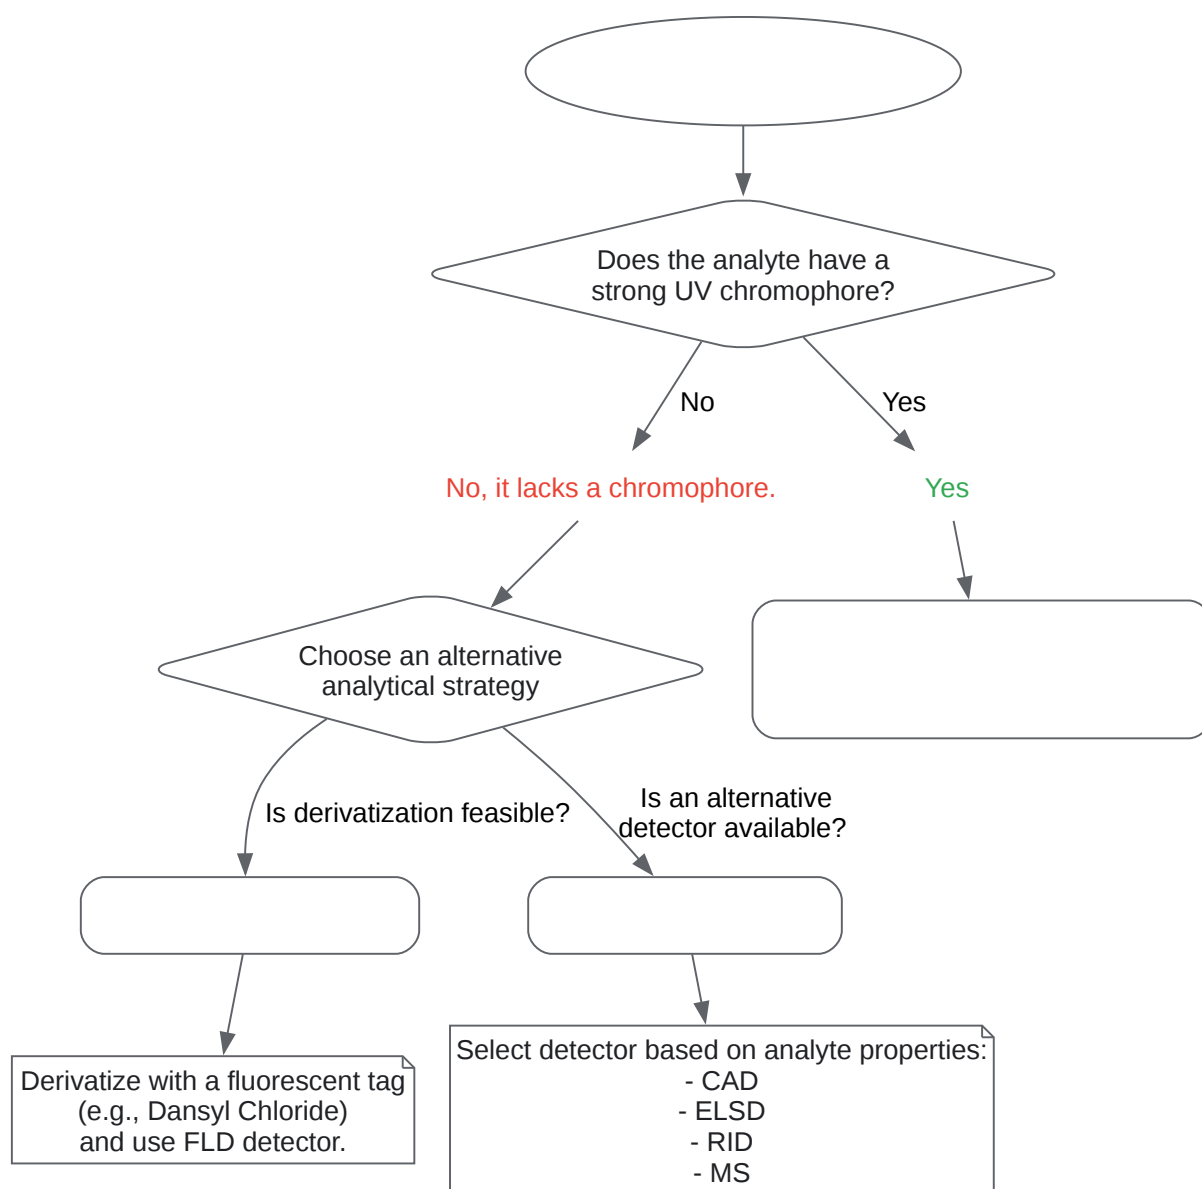 Does the analyte have a
strong UV chromophore?
No
Yes
No, it lacks a chromophore.
Yes
Choose an alternative
analytical strategy
Is derivatization feasible?
Is an alternative
detector available?
Derivatize with a fluorescent tag
(e.g., Dansyl Chloride)
and use FLD detector.
Select detector based on analyte properties:
- CAD
- ELSD
- RID
- MS